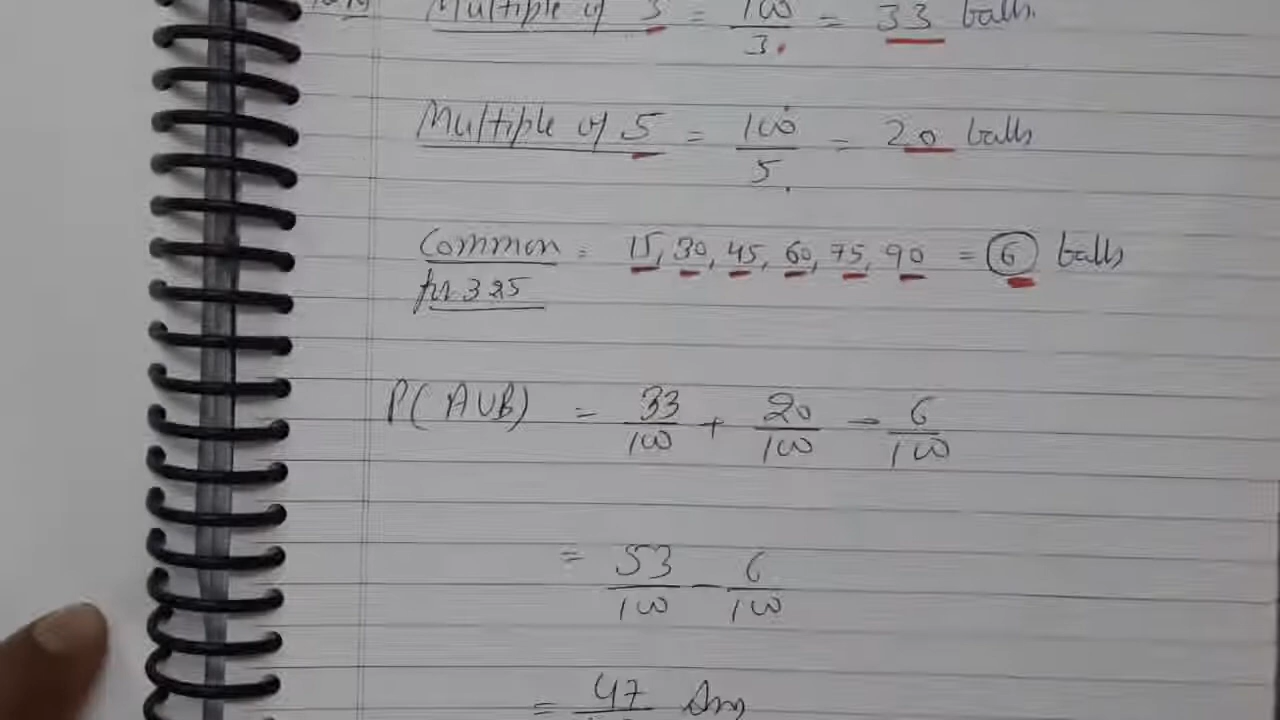 Multiple of 3 = 100/3 = 33 balls.
Multiple of 5 = 100/5 = 20 balls
Common = 15, 30, 45, 60, 75, 90 = 6 balls
for 3 & 5
P(A∪B) = 33/100 + 20/100 - 6/100
= 53/100 - 6/100
= 47 Ans